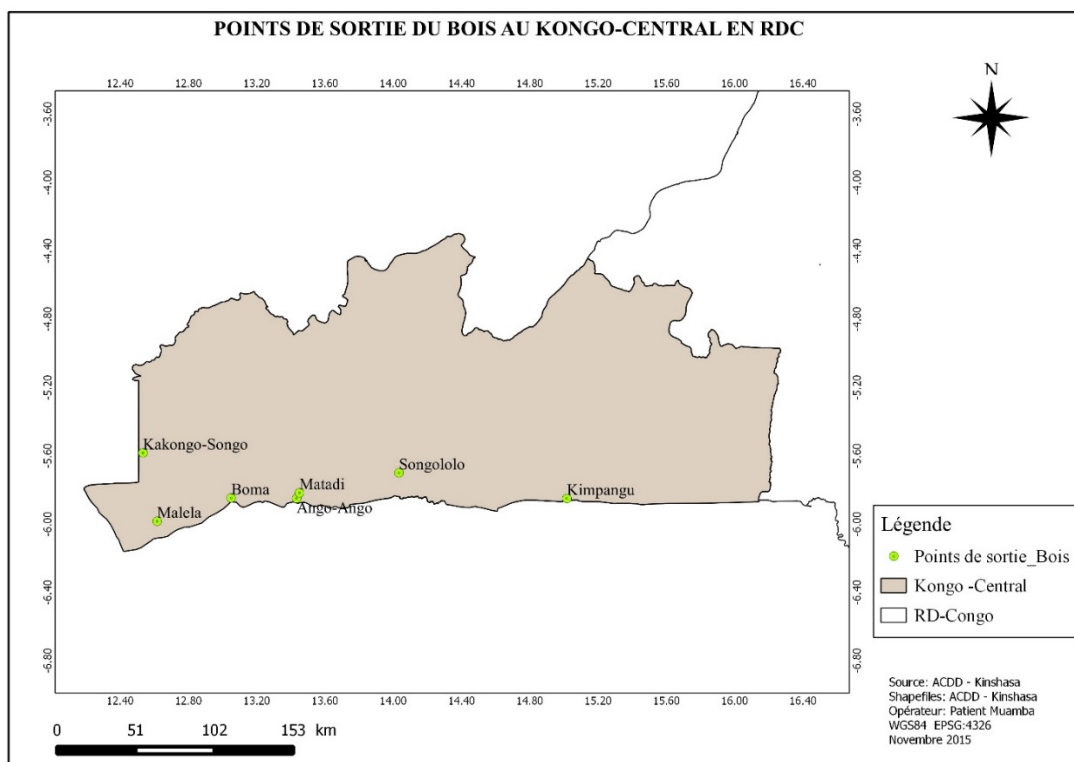 POINTS DE SORTIE DU BOIS AU KONGO-CENTRAL EN RDC
N
12.40 12.80 13.20 13.60 14.00 14.40 14.80 15.20 15.60 16.00 16.40
-3.60 -3.60
-4.00 -4.00
-4.40 -4.40
-4.80 -4.80
-5.20 -5.20
-5.60 -5.60
-6.00 -6.00
-6.40 -6.40
-6.80 -6.80
Kakongo-Songo
Songololo
Matadi
Boma
Kimpangu
Ango-Ango
Malela
12.40 12.80 13.20 13.60 14.00 14.40 14.80 15.20 15.60 16.00 16.40
Légende
Points de sortie_Bois
Kongo -Central
RD-Congo
0 51 102 153 km
Source: ACDD - Kinshasa
Shapefiles: ACDD - Kinshasa
Opérateur: Patient Muamba
WGS84 EPSG:4326
Novembre 2015